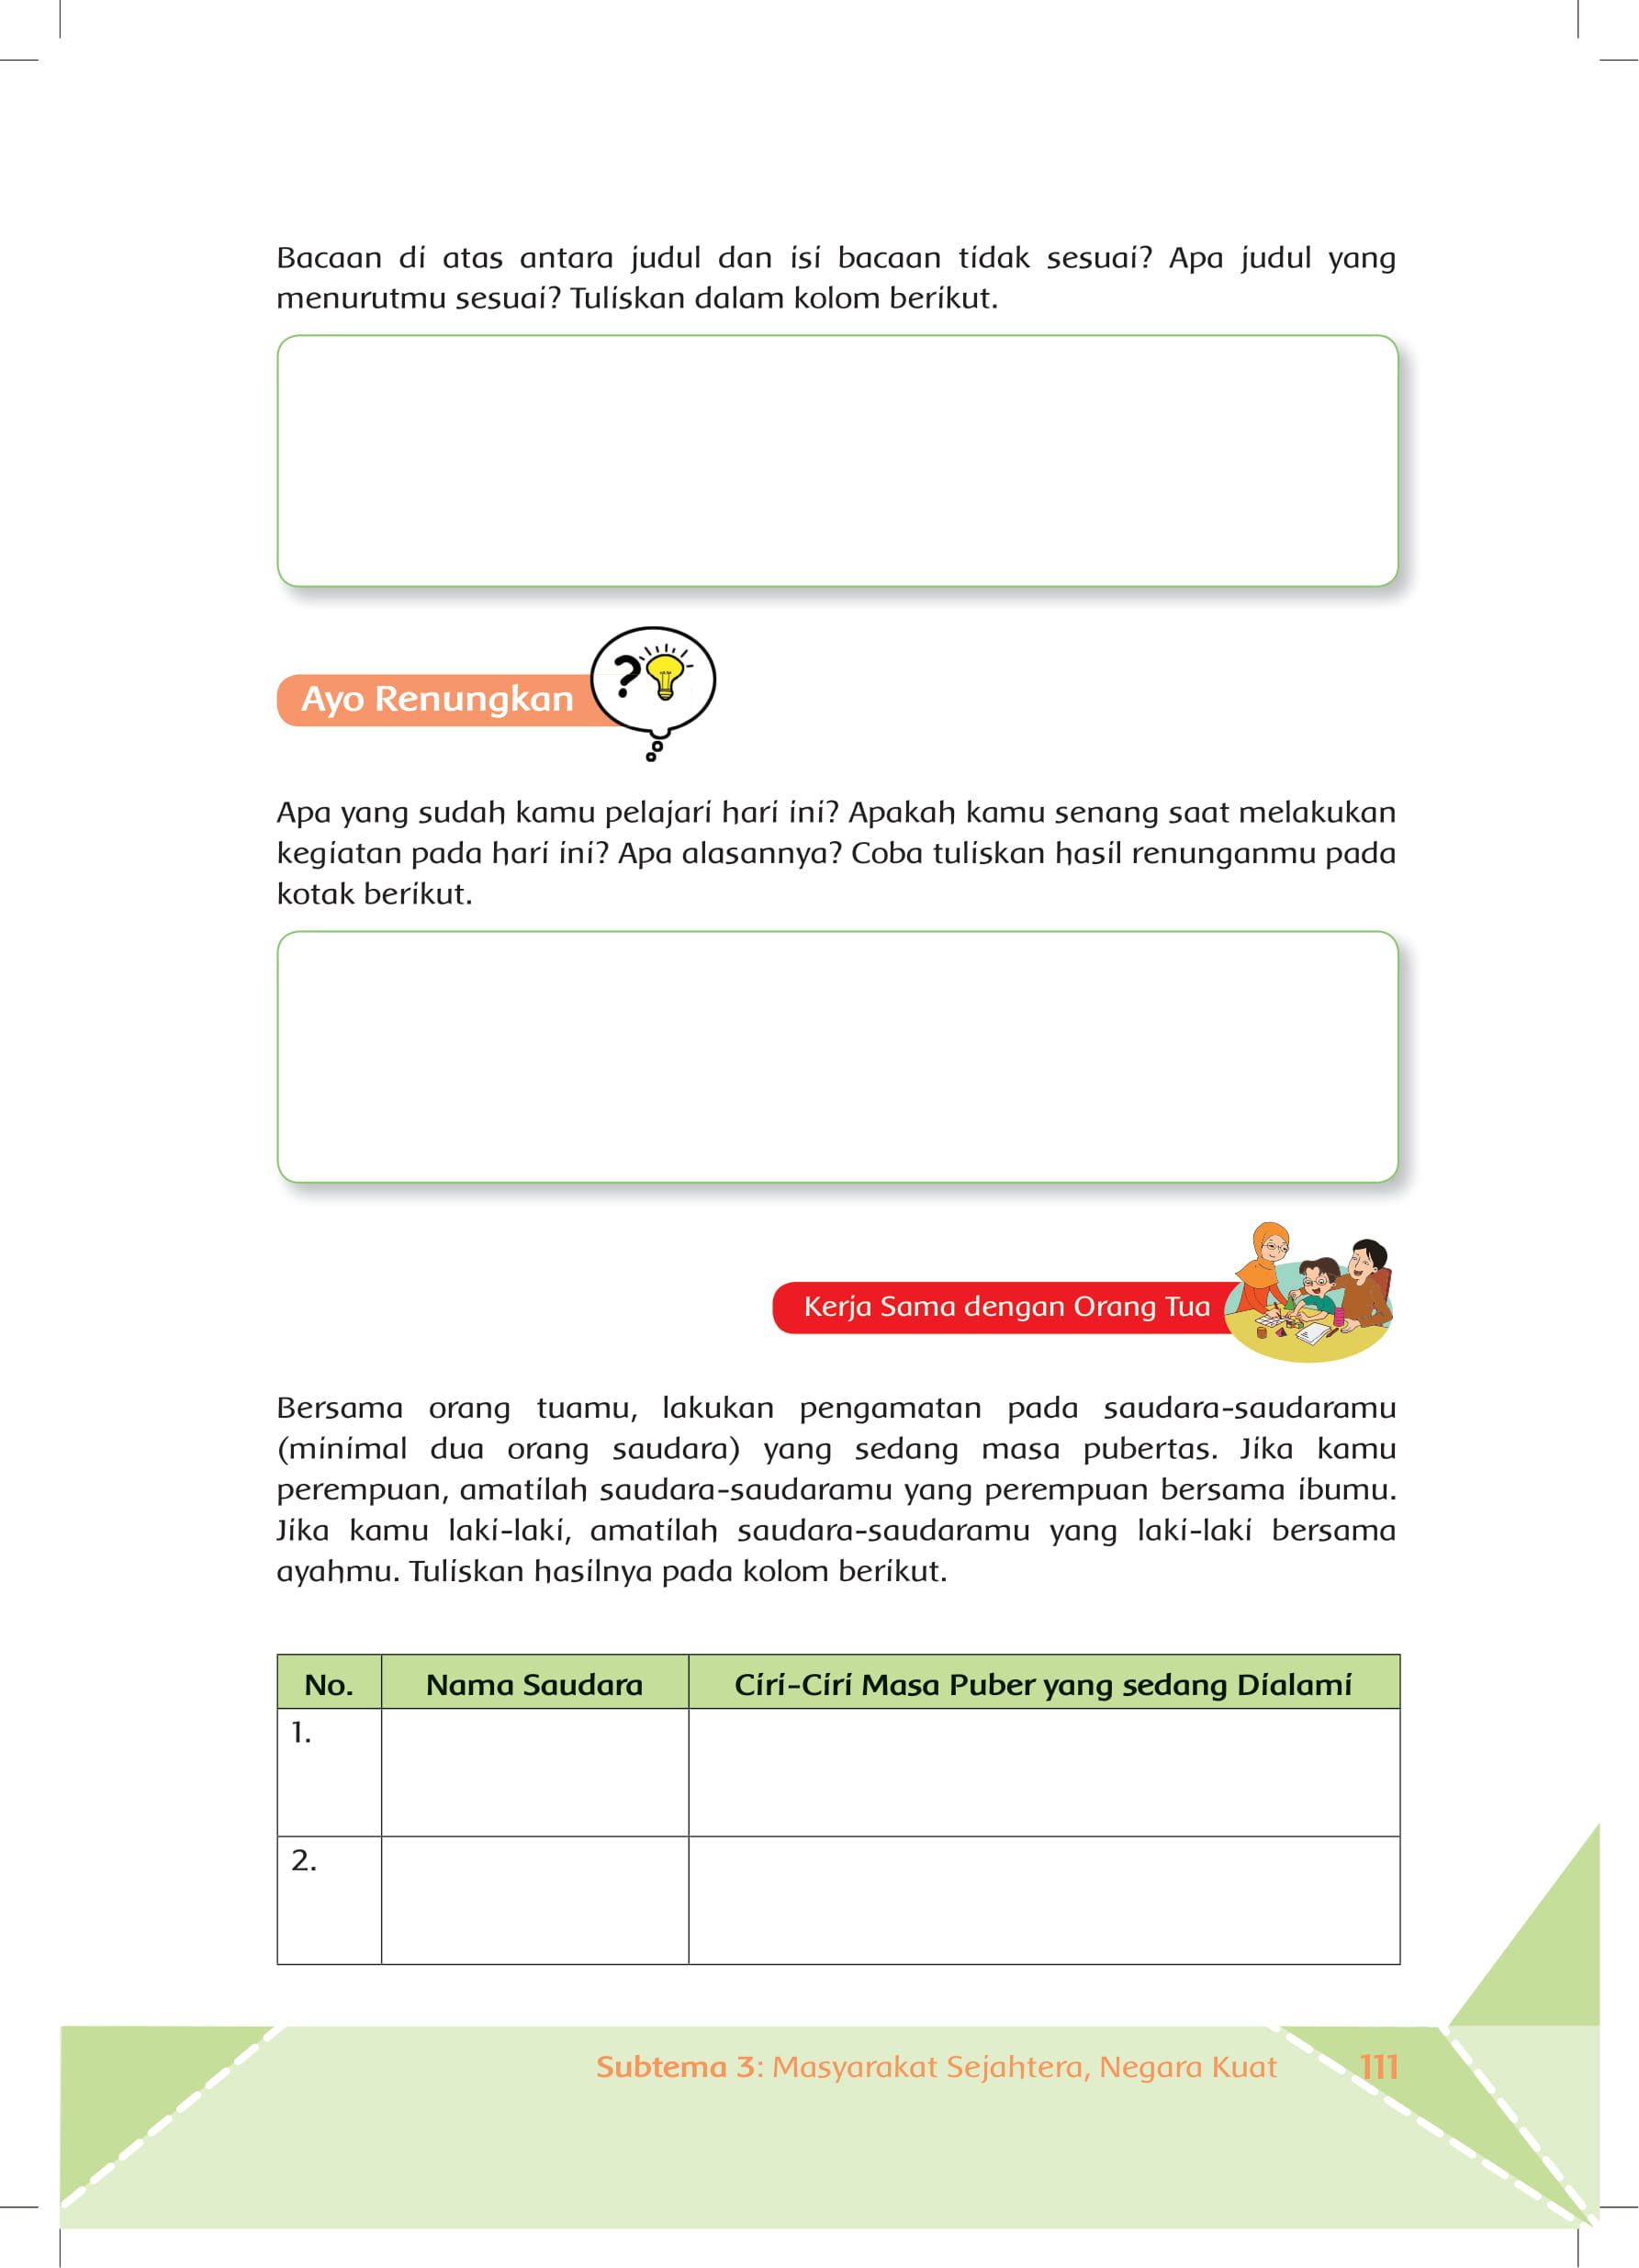 Bacaan di atas antara judul dan isi bacaan tidak sesuai? Apa judul yang
menurutmu sesuai? Tuliskan dalam kolom berikut.
Ayo Renungkan
?
Apa yang sudah kamu pelajari hari ini? Apakah kamu senang saat melakukan
kegiatan pada hari ini? Apa alasannya? Coba tuliskan hasil renunganmu pada
kotak berikut.
Kerja Sama dengan Orang Tua
Bersama orang tuamu, lakukan pengamatan pada saudara-saudaramu
(minimal dua orang saudara) yang sedang masa pubertas. Jika kamu
perempuan, amatilah saudara-saudaramu yang perempuan bersama ibumu.
Jika kamu laki-laki, amatilah saudara-saudaramu yang laki-laki bersama
ayahmu. Tuliskan hasilnya pada kolom berikut.
No. Nama Saudara Ciri-Ciri Masa Puber yang sedang Dialami
1.
2.
Subtema 3: Masyarakat Sejahtera, Negara Kuat 111